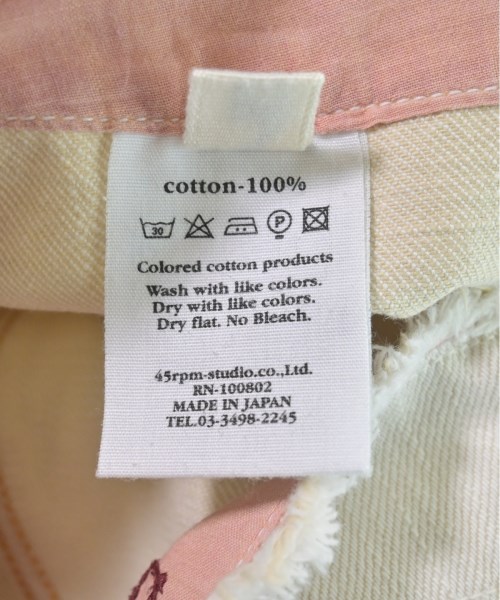 cotton-100%
30 P
Colored cotton products
Wash with like colors.
Dry with like colors.
Dry flat. No Bleach.
45rpm-studio.co.,Ltd.
RN-100802
MADE IN JAPAN
TEL.03-3498-2245